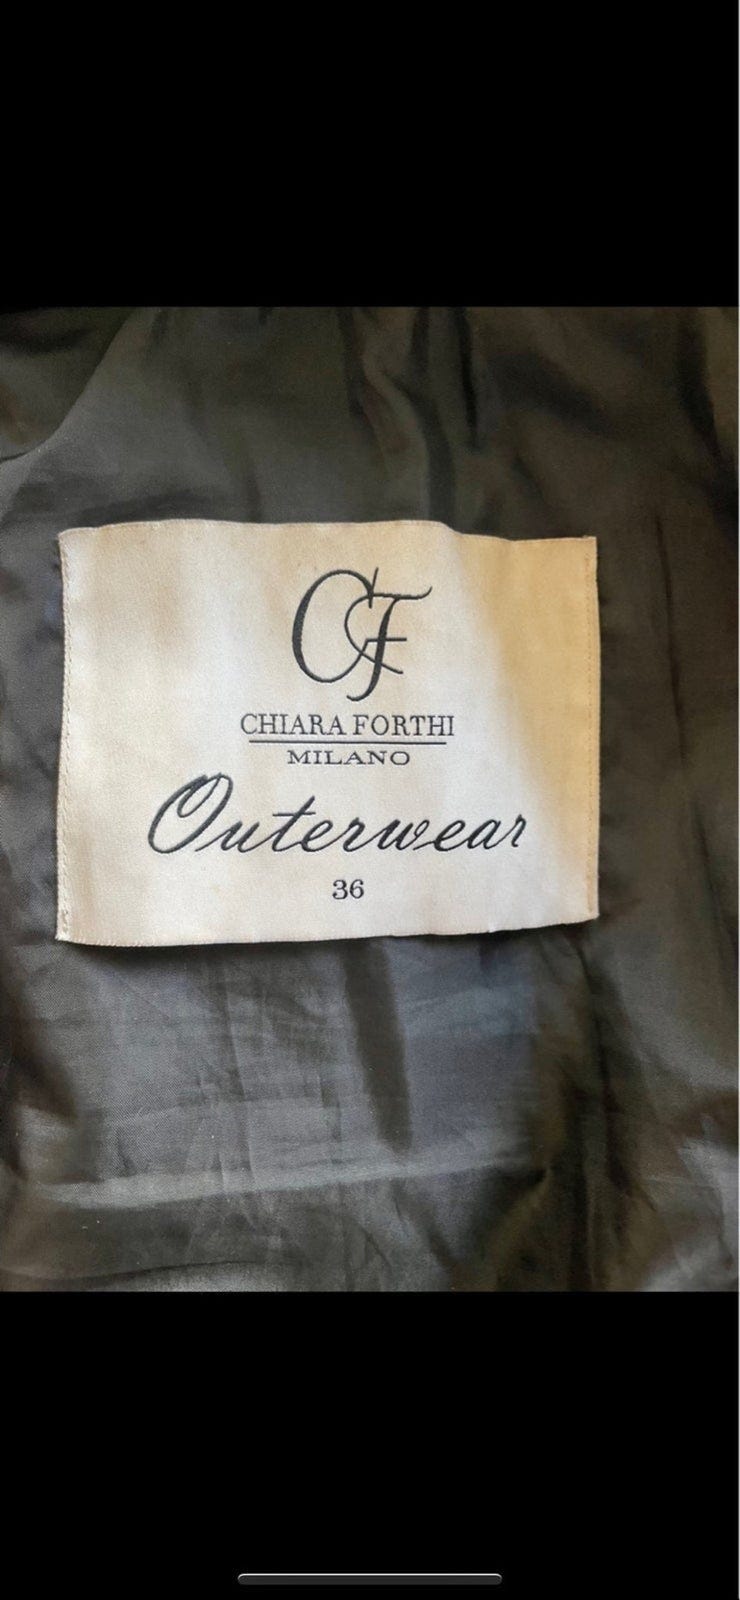 CF
CHIARA FORTHI
MILANO
Outerwear
36